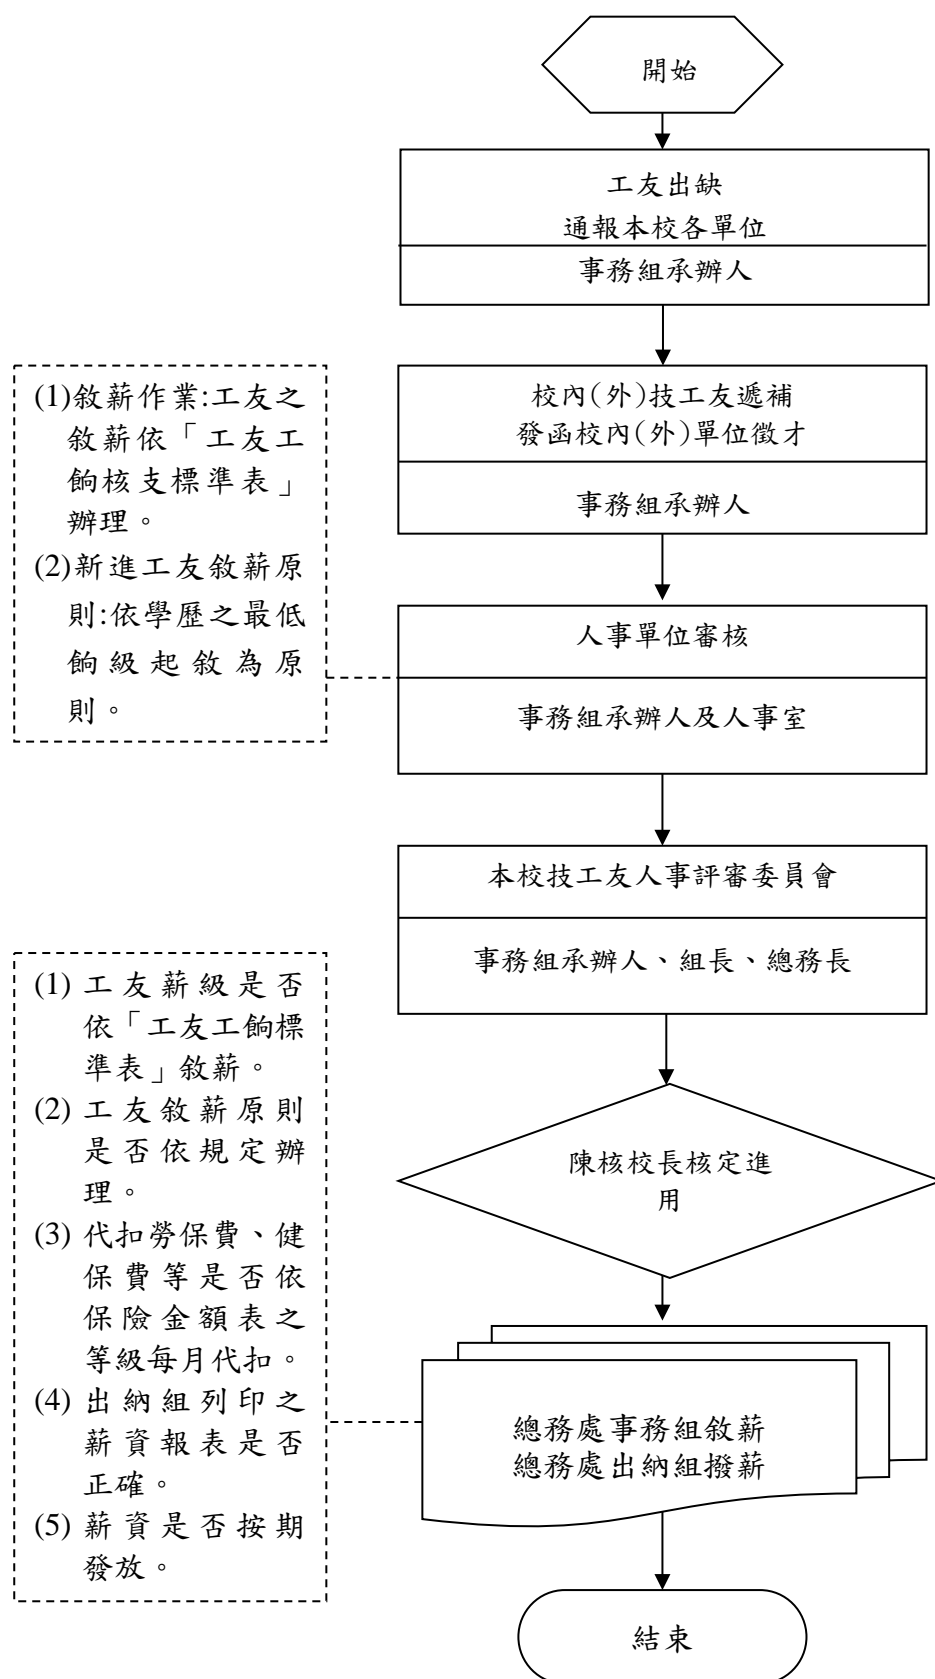 開始
工友出缺
通報本校各單位
事務組承辦人
校內(外)技工友遞補
發函校內(外)單位徵才
事務組承辦人
(1)敘薪作業:工友之
敘薪依「工友工
餉核支標準表」
辦理。
(2)新進工友敘薪原
則:依學歷之最低
餉級起敘為原
則。
人事單位審核
事務組承辦人及人事室
本校技工友人事評審委員會
事務組承辦人、組長、總務長
陳核校長核定進
用
(1) 工友薪級是否
依「工友工餉標
準表」敘薪。
(2) 工友敘薪原則
是否依規定辦
理。
(3) 代扣勞保費、健
保費等是否依
保險金額表之
等級每月代扣。
(4) 出納組列印之
薪資報表是否
正確。
(5) 薪資是否按期
發放。
總務處事務組敘薪
總務處出納組撥薪
結束